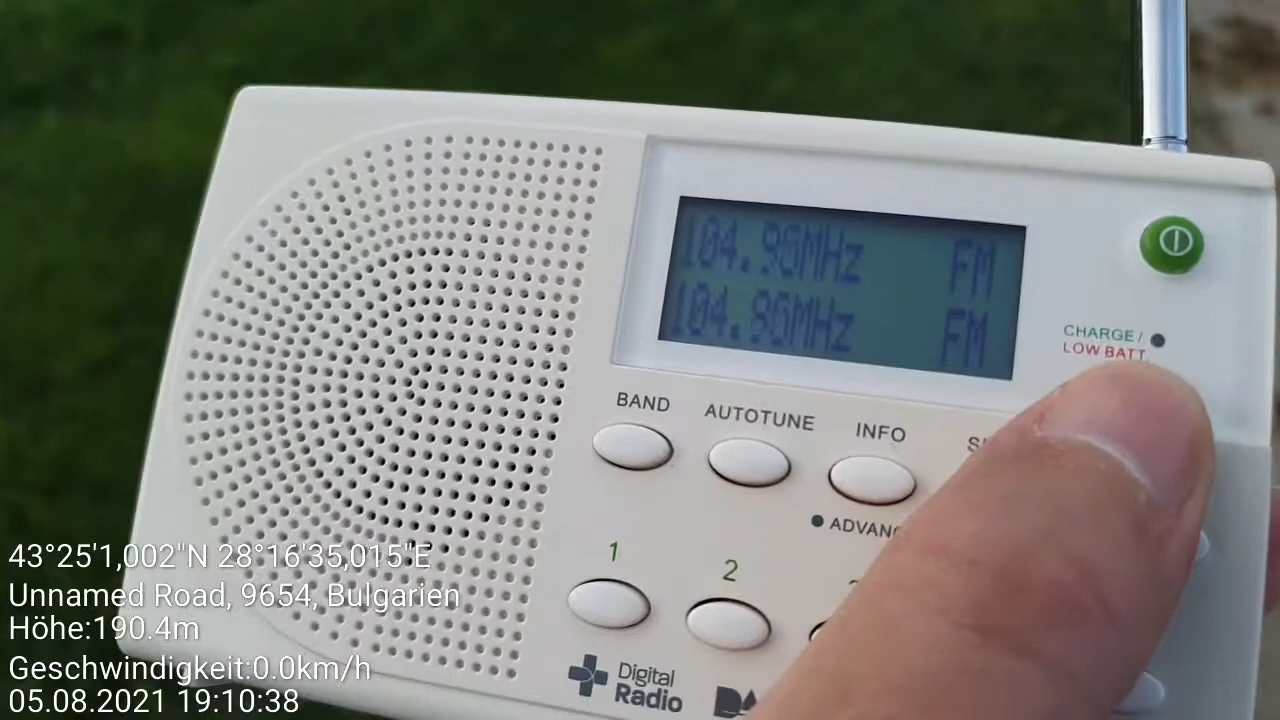 104.90MHz FM
104.90MHz FM
CHARGE/
LOW BATT
BAND AUTOTUNE INFO
ADVANC
1 2
Digital
Radio
43°25'1,002"N 28°16'35,015"E
Unnamed Road, 9654, Bulgarien
Höhe:190.4m
Geschwindigkeit:0.0km/h
05.08.2021 19:10:38